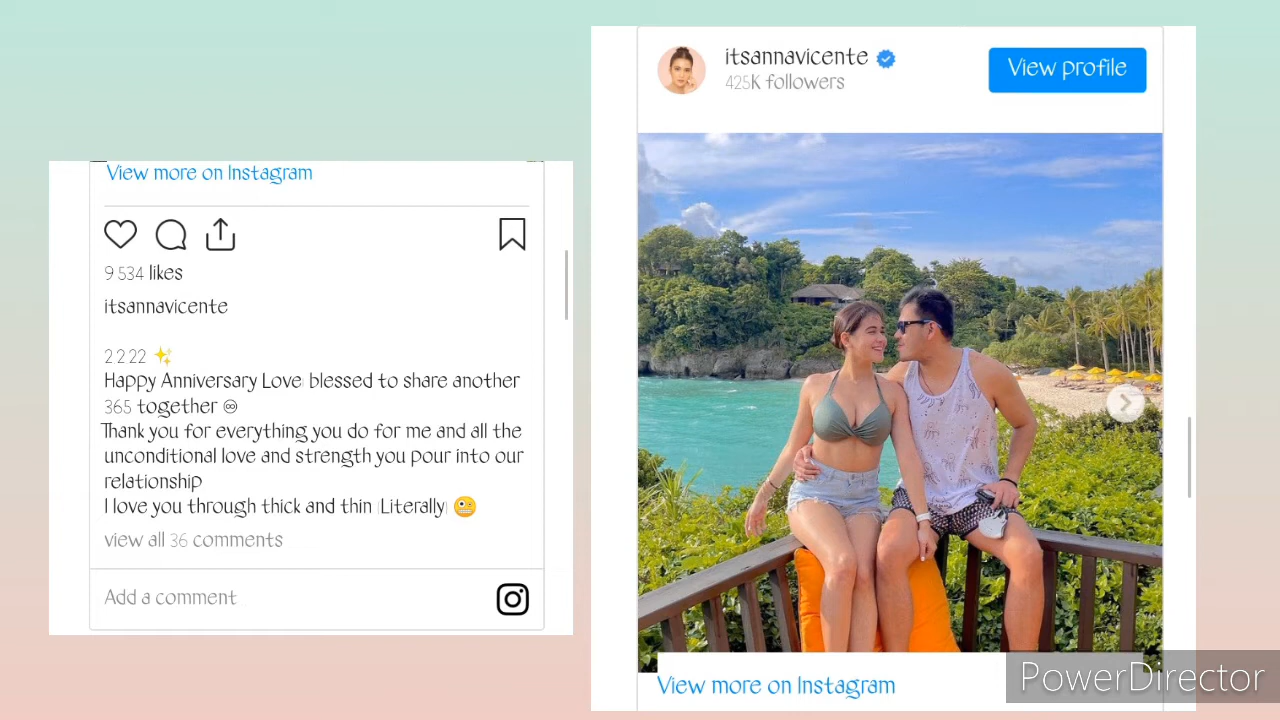 View more on Instagram
9 534 likes
itsannavicente
2 2 22 ✨
Happy Anniversary Love blessed to share another
365 together ♾
Thank you for everything you do for me and all the
unconditional love and strength you pour into our
relationship
I love you through thick and thin (Literally) 🤪
view all 36 comments
Add a comment
itsannavicente
425K followers
View profile
View more on Instagram
PowerDirector